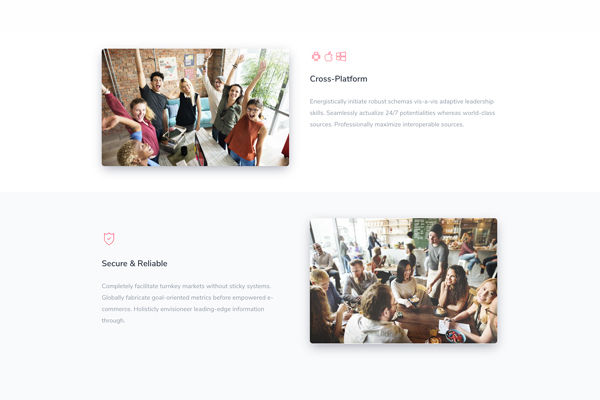 Cross-Platform
Energistically initiate robust schemas vis-a-vis adaptive leadership
skills. Seamlessly actualize 24/7 potentialities whereas world-class
sources. Professionally maximize interoperable sources.
Secure & Reliable
Completely facilitate turnkey markets without sticky systems.
Globally fabricate goal-oriented metrics before empowered e-
commerce. Holisticly envisioneer leading-edge information
through.